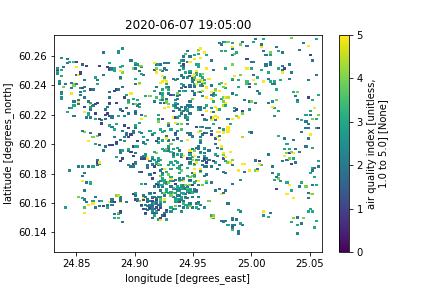 2020-06-07 19:05:00
60.26
60.24
60.22
60.20
60.18
60.16
60.14
latitude [degrees_north]
24.85 24.90 24.95 25.00 25.05
longitude [degrees_east]
5
4
3
2
1
0
air quality index [unitless,
1.0 to 5.0] [None]